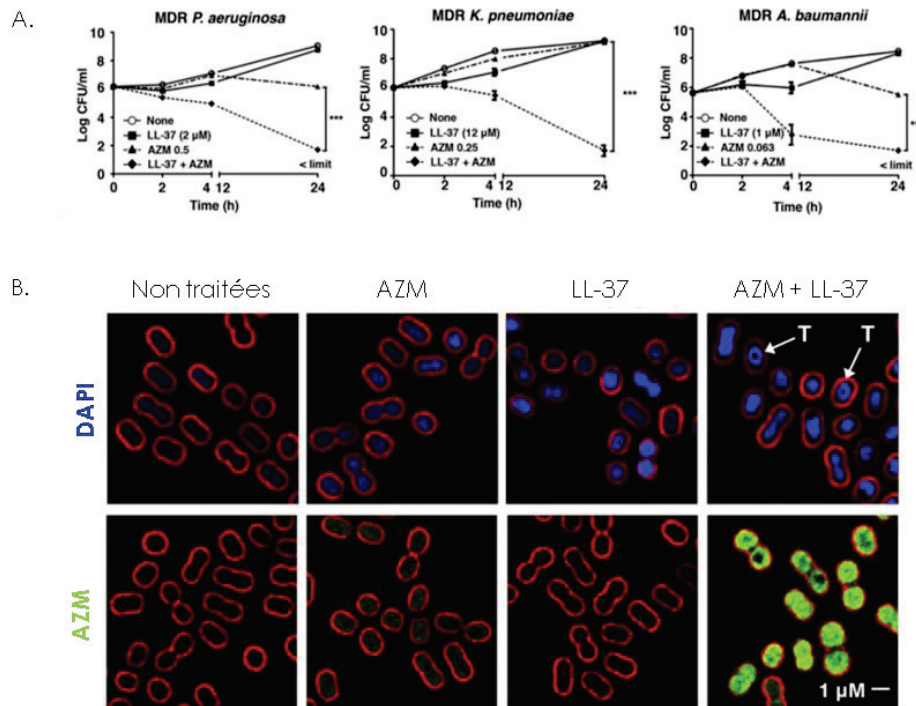 A.
MDR P. aeruginosa
10
8
6
4
2
0
Log CFU/ml
None
LL-37 (2 µM)
AZM 0.5
LL-37 + AZM
***
< limit
0 2 4 12 24
Time (h)
MDR K. pneumoniae
10
8
6
4
2
0
Log CFU/ml
None
LL-37 (12 µM)
AZM 0.25
LL-37 + AZM
***
0 2 4 12 24
Time (h)
MDR A. baumannii
10
8
6
4
2
0
Log CFU/ml
None
LL-37 (1 µM)
AZM 0.063
LL-37 + AZM
**
< limit
0 2 4 12 24
Time (h)
B.
Non traitées AZM LL-37 AZM + LL-37
DAPI
T T
AZM
1 µM